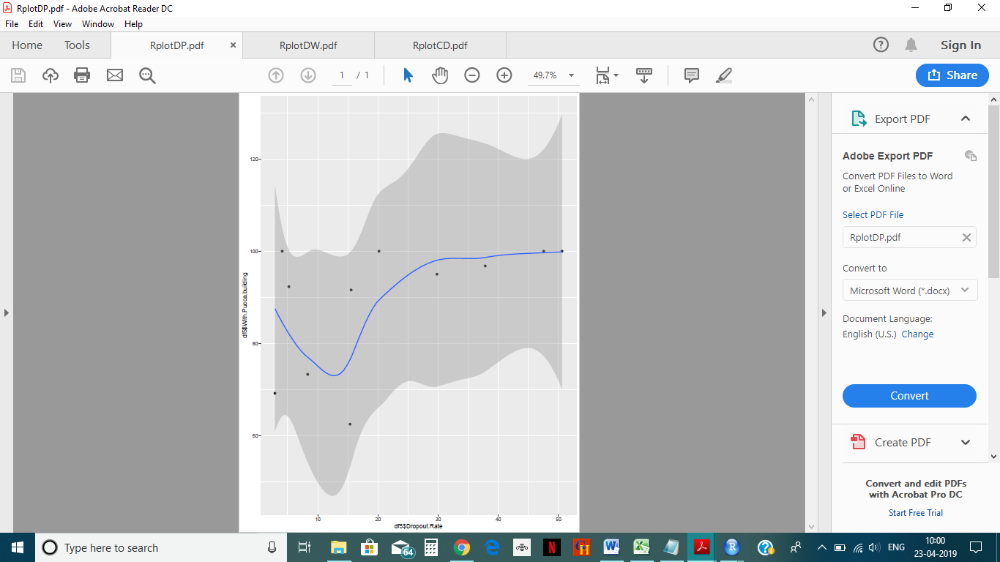 RplotDP.pdf - Adobe Acrobat Reader DC
File Edit View Window Help
Home Tools RplotDP.pdf × RplotDW.pdf RplotCD.pdf ? Sign In
1 / 1 49.7% Share
120
100
80
60
df5$With.Pucca.building
10 20 30 40 50
df5$Dropout.Rate
Export PDF
Adobe Export PDF
Convert PDF Files to Word
or Excel Online
Select PDF File
RplotDP.pdf
Convert to
Microsoft Word (*.docx)
Document Language:
English (U.S.) Change
Convert
Create PDF
Convert and edit PDFs
with Acrobat Pro DC
Start Free Trial
Type here to search 64 e N G H W X R ? ENG 10:00
23-04-2019